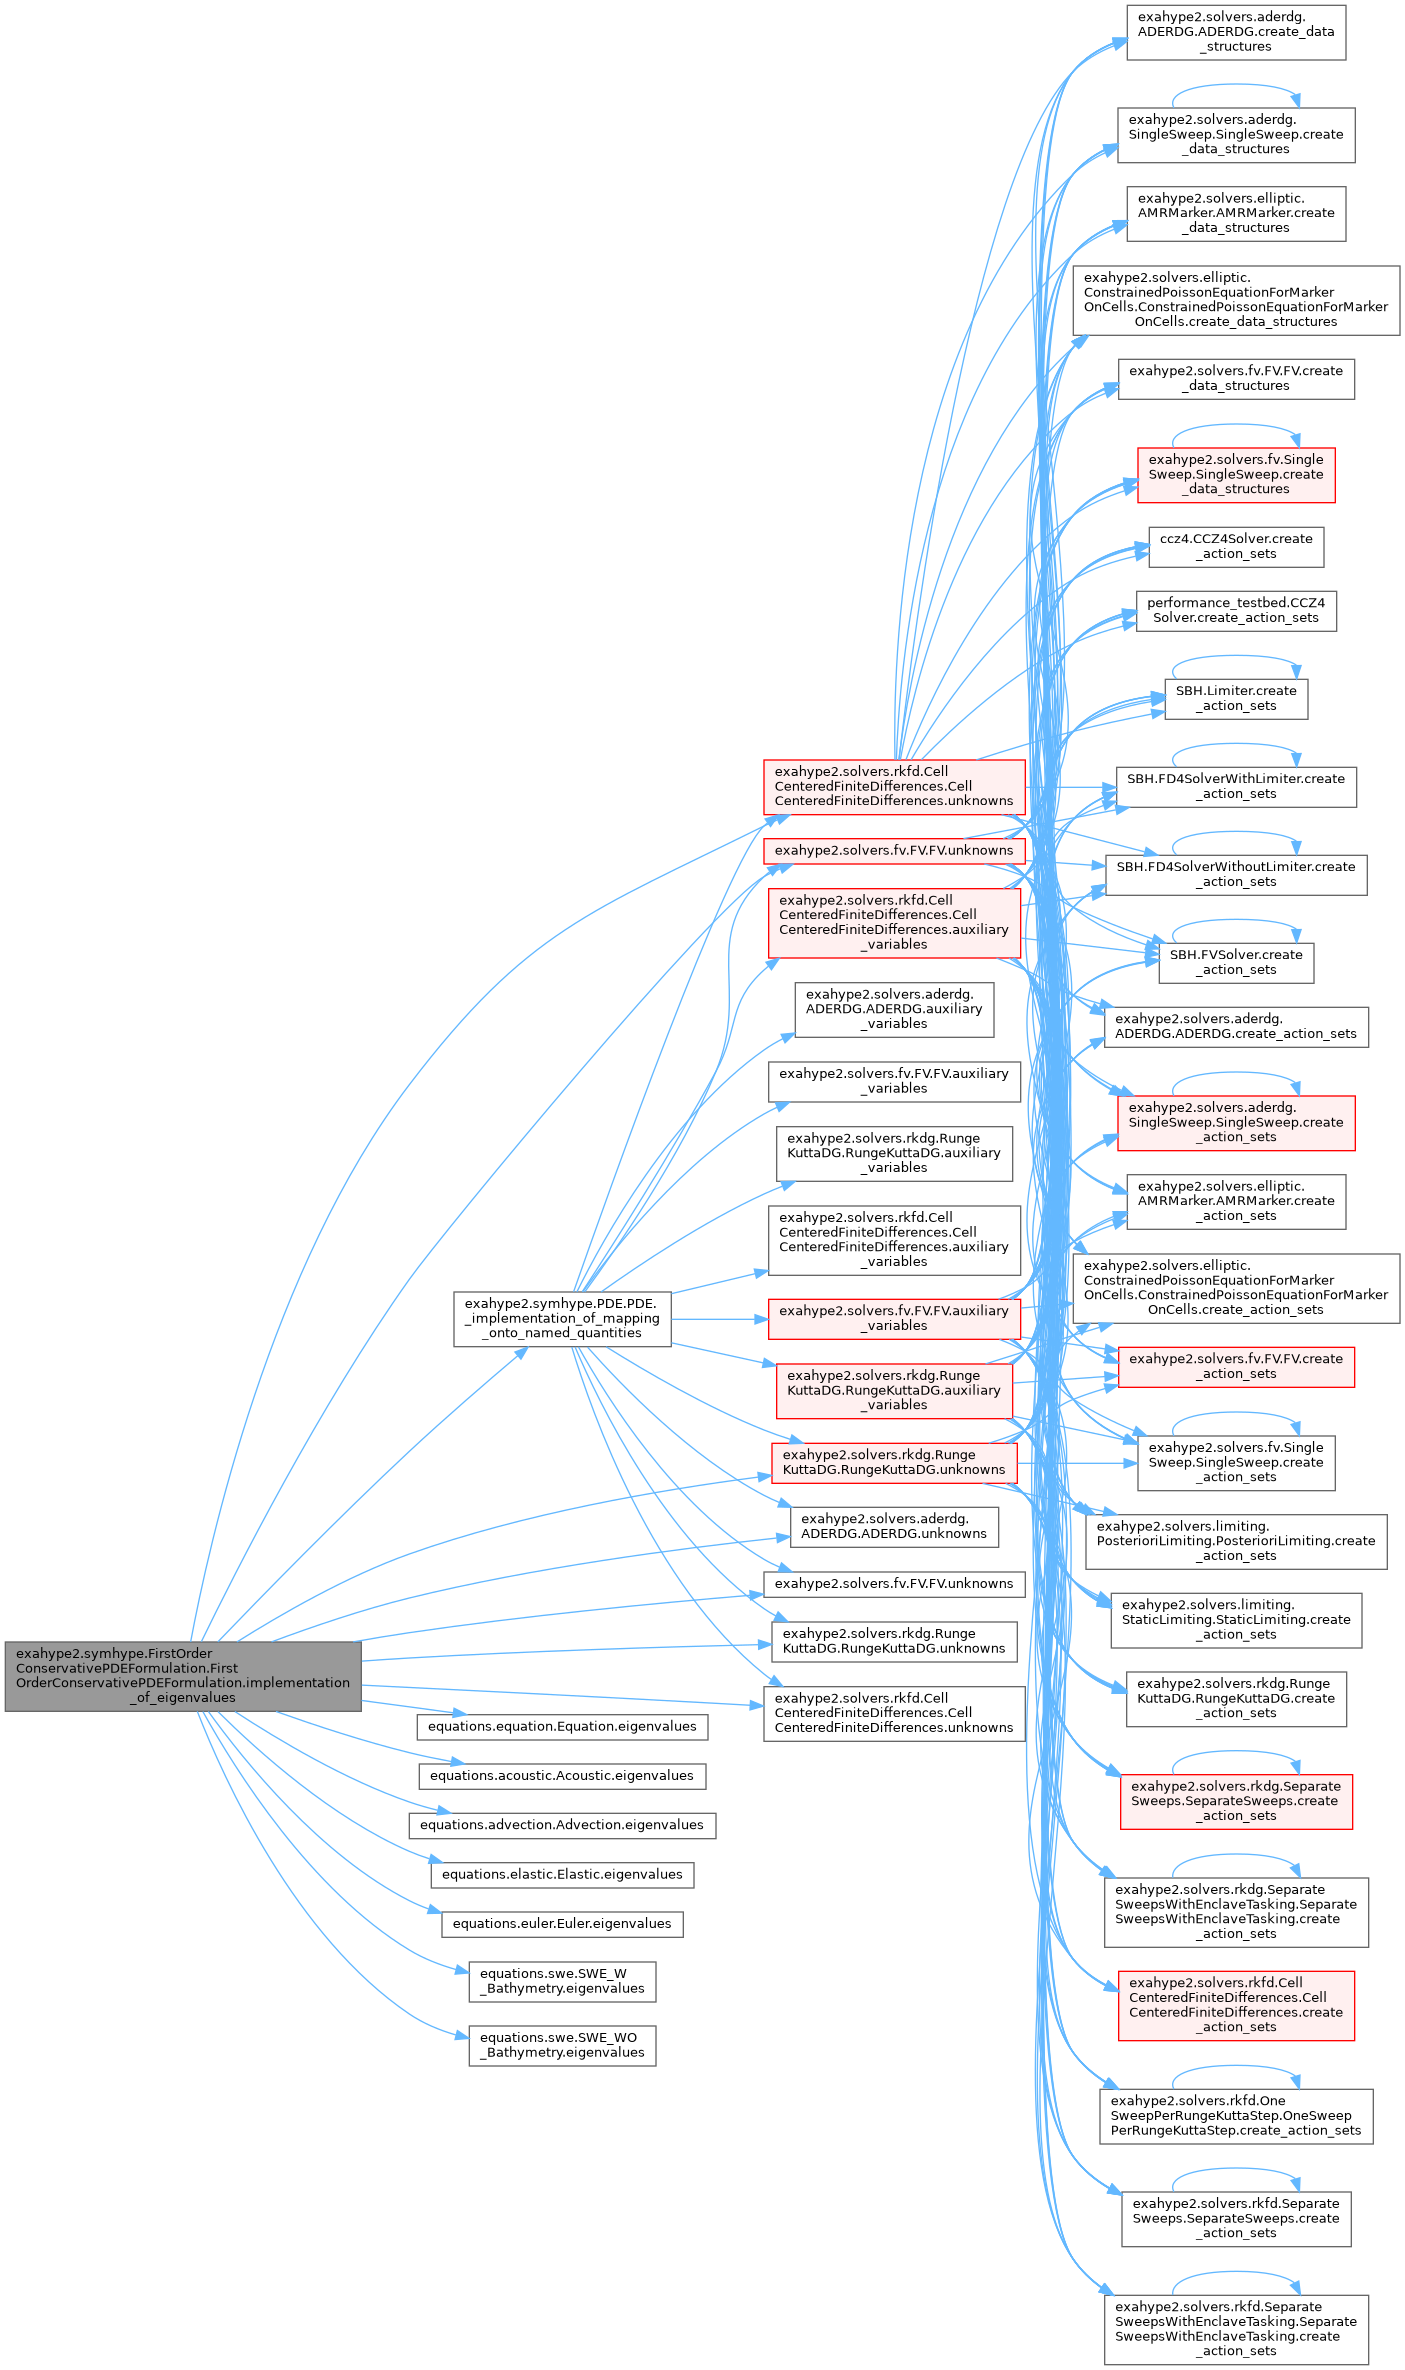 exahype2.symhype.FirstOrder
ConservativePDEFormulation.First
OrderConservativePDEFormulation.implementation
_of_eigenvalues
exahype2.symhype.PDE.PDE.
_implementation_of_mapping
_onto_named_quantities
equations.equation.Equation.eigenvalues
equations.acoustic.Acoustic.eigenvalues
equations.advection.Advection.eigenvalues
equations.elastic.Elastic.eigenvalues
equations.euler.Euler.eigenvalues
equations.swe.SWE_W
_Bathymetry.eigenvalues
equations.swe.SWE_WO
_Bathymetry.eigenvalues
exahype2.solvers.rkfd.Cell
CenteredFiniteDifferences.Cell
CenteredFiniteDifferences.unknowns
exahype2.solvers.fv.FV.FV.unknowns
exahype2.solvers.rkfd.Cell
CenteredFiniteDifferences.Cell
CenteredFiniteDifferences.auxiliary
_variables
exahype2.solvers.aderdg.
ADERDG.ADERDG.auxiliary
_variables
exahype2.solvers.fv.FV.FV.auxiliary
_variables
exahype2.solvers.rkdg.Runge
KuttaDG.RungeKuttaDG.auxiliary
_variables
exahype2.solvers.rkfd.Cell
CenteredFiniteDifferences.Cell
CenteredFiniteDifferences.auxiliary
_variables
exahype2.solvers.fv.FV.FV.auxiliary
_variables
exahype2.solvers.rkdg.Runge
KuttaDG.RungeKuttaDG.auxiliary
_variables
exahype2.solvers.rkdg.Runge
KuttaDG.RungeKuttaDG.unknowns
exahype2.solvers.aderdg.
ADERDG.ADERDG.unknowns
exahype2.solvers.fv.FV.FV.unknowns
exahype2.solvers.rkdg.Runge
KuttaDG.RungeKuttaDG.unknowns
exahype2.solvers.rkfd.Cell
CenteredFiniteDifferences.Cell
CenteredFiniteDifferences.unknowns
exahype2.solvers.aderdg.
ADERDG.ADERDG.create_data
_structures
exahype2.solvers.aderdg.
SingleSweep.SingleSweep.create
_data_structures
exahype2.solvers.elliptic.
AMRMarker.AMRMarker.create
_data_structures
exahype2.solvers.elliptic.
ConstrainedPoissonEquationForMarker
OnCells.ConstrainedPoissonEquationForMarker
OnCells.create_data_structures
exahype2.solvers.fv.FV.FV.create
_data_structures
exahype2.solvers.fv.Single
Sweep.SingleSweep.create
_data_structures
ccz4.CCZ4Solver.create
_action_sets
performance_testbed.CCZ4
Solver.create_action_sets
SBH.Limiter.create
_action_sets
SBH.FD4SolverWithLimiter.create
_action_sets
SBH.FD4SolverWithoutLimiter.create
_action_sets
SBH.FVSolver.create
_action_sets
exahype2.solvers.aderdg.
ADERDG.ADERDG.create_action_sets
exahype2.solvers.aderdg.
SingleSweep.SingleSweep.create
_action_sets
exahype2.solvers.elliptic.
AMRMarker.AMRMarker.create
_action_sets
exahype2.solvers.elliptic.
ConstrainedPoissonEquationForMarker
OnCells.ConstrainedPoissonEquationForMarker
OnCells.create_action_sets
exahype2.solvers.fv.FV.FV.create
_action_sets
exahype2.solvers.fv.Single
Sweep.SingleSweep.create
_action_sets
exahype2.solvers.limiting.
PosterioriLimiting.PosterioriLimiting.create
_action_sets
exahype2.solvers.limiting.
StaticLimiting.StaticLimiting.create
_action_sets
exahype2.solvers.rkdg.Runge
KuttaDG.RungeKuttaDG.create
_action_sets
exahype2.solvers.rkdg.Separate
Sweeps.SeparateSweeps.create
_action_sets
exahype2.solvers.rkdg.Separate
SweepsWithEnclaveTasking.Separate
SweepsWithEnclaveTasking.create
_action_sets
exahype2.solvers.rkfd.Cell
CenteredFiniteDifferences.Cell
CenteredFiniteDifferences.create
_action_sets
exahype2.solvers.rkfd.One
SweepPerRungeKuttaStep.OneSweep
PerRungeKuttaStep.create_action_sets
exahype2.solvers.rkfd.Separate
Sweeps.SeparateSweeps.create
_action_sets
exahype2.solvers.rkfd.Separate
SweepsWithEnclaveTasking.Separate
SweepsWithEnclaveTasking.create
_action_sets